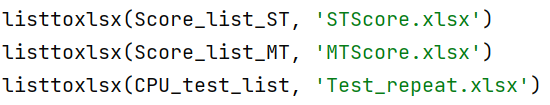 listtoxlsx(Score_list_ST, 'STScore.xlsx')
listtoxlsx(Score_list_MT, 'MTScore.xlsx')
listtoxlsx(CPU_test_list, 'Test_repeat.xlsx')